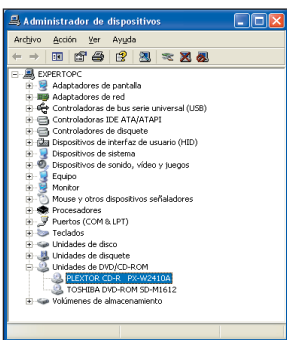 Administrador de dispositivos
Archivo Acción Ver Ayuda
EXPERTOPC
Adaptadores de pantalla
Adaptadores de red
Controladoras de bus serie universal (USB)
Controladoras IDE ATA/ATAPI
Controladoras de disquete
Dispositivos de interfaz de usuario (HID)
Dispositivos de sistema
Dispositivos de sonido, vídeo y juegos
Equipo
Monitor
Mouse y otros dispositivos señaladores
Procesadores
Puertos (COM & LPT)
Teclados
Unidades de disco
Unidades de disquete
Unidades de DVD/CD-ROM
PLEXTOR CD-R PX-W2410A
TOSHIBA DVD-ROM SD-M1612
Volúmenes de almacenamiento